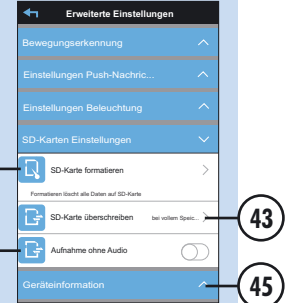 Erweiterte Einstellungen
Bewegungserkennung
Einstellungen Push-Nachric...
Einstellungen Beleuchtung
SD-Karten Einstellungen
SD-Karte formatieren
Formatieren löscht alle Daten auf SD-Karte
SD-Karte überschreiben bei vollem Speic... 43
Aufnahme ohne Audio
Geräteinformation 45